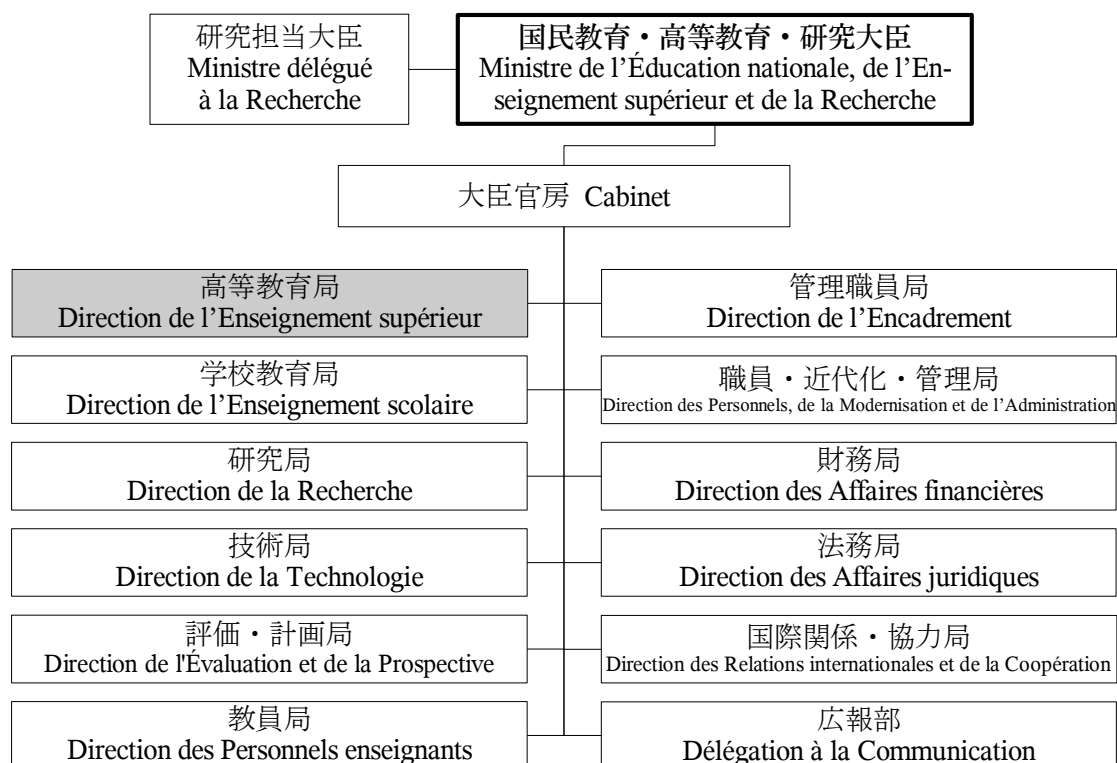 研究担当大臣
Ministre délégué
à la Recherche
国民教育・高等教育・研究大臣
Ministre de l’Éducation nationale, de l’En-
seignement supérieur et de la Recherche
大臣官房 Cabinet
高等教育局
Direction de l’Enseignement supérieur
管理職員局
Direction de l’Encadrement
学校教育局
Direction de l’Enseignement scolaire
職員・近代化・管理局
Direction des Personnels, de la Modernisation et de l’Administration
研究局
Direction de la Recherche
財務局
Direction des Affaires financières
技術局
Direction de la Technologie
法務局
Direction des Affaires juridiques
評価・計画局
Direction de l'Évaluation et de la Prospective
国際関係・協力局
Direction des Relations internationales et de la Coopération
教員局
Direction des Personnels enseignants
広報部
Délégation à la Communication